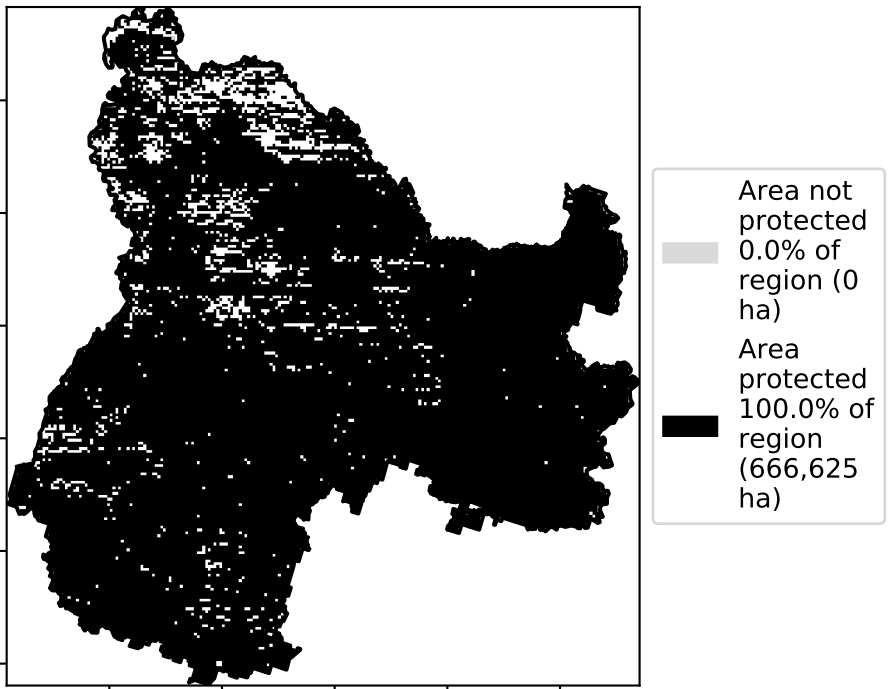 Area not
protected
0.0% of
region (0
ha)
Area
protected
100.0% of
region
(666,625
ha)